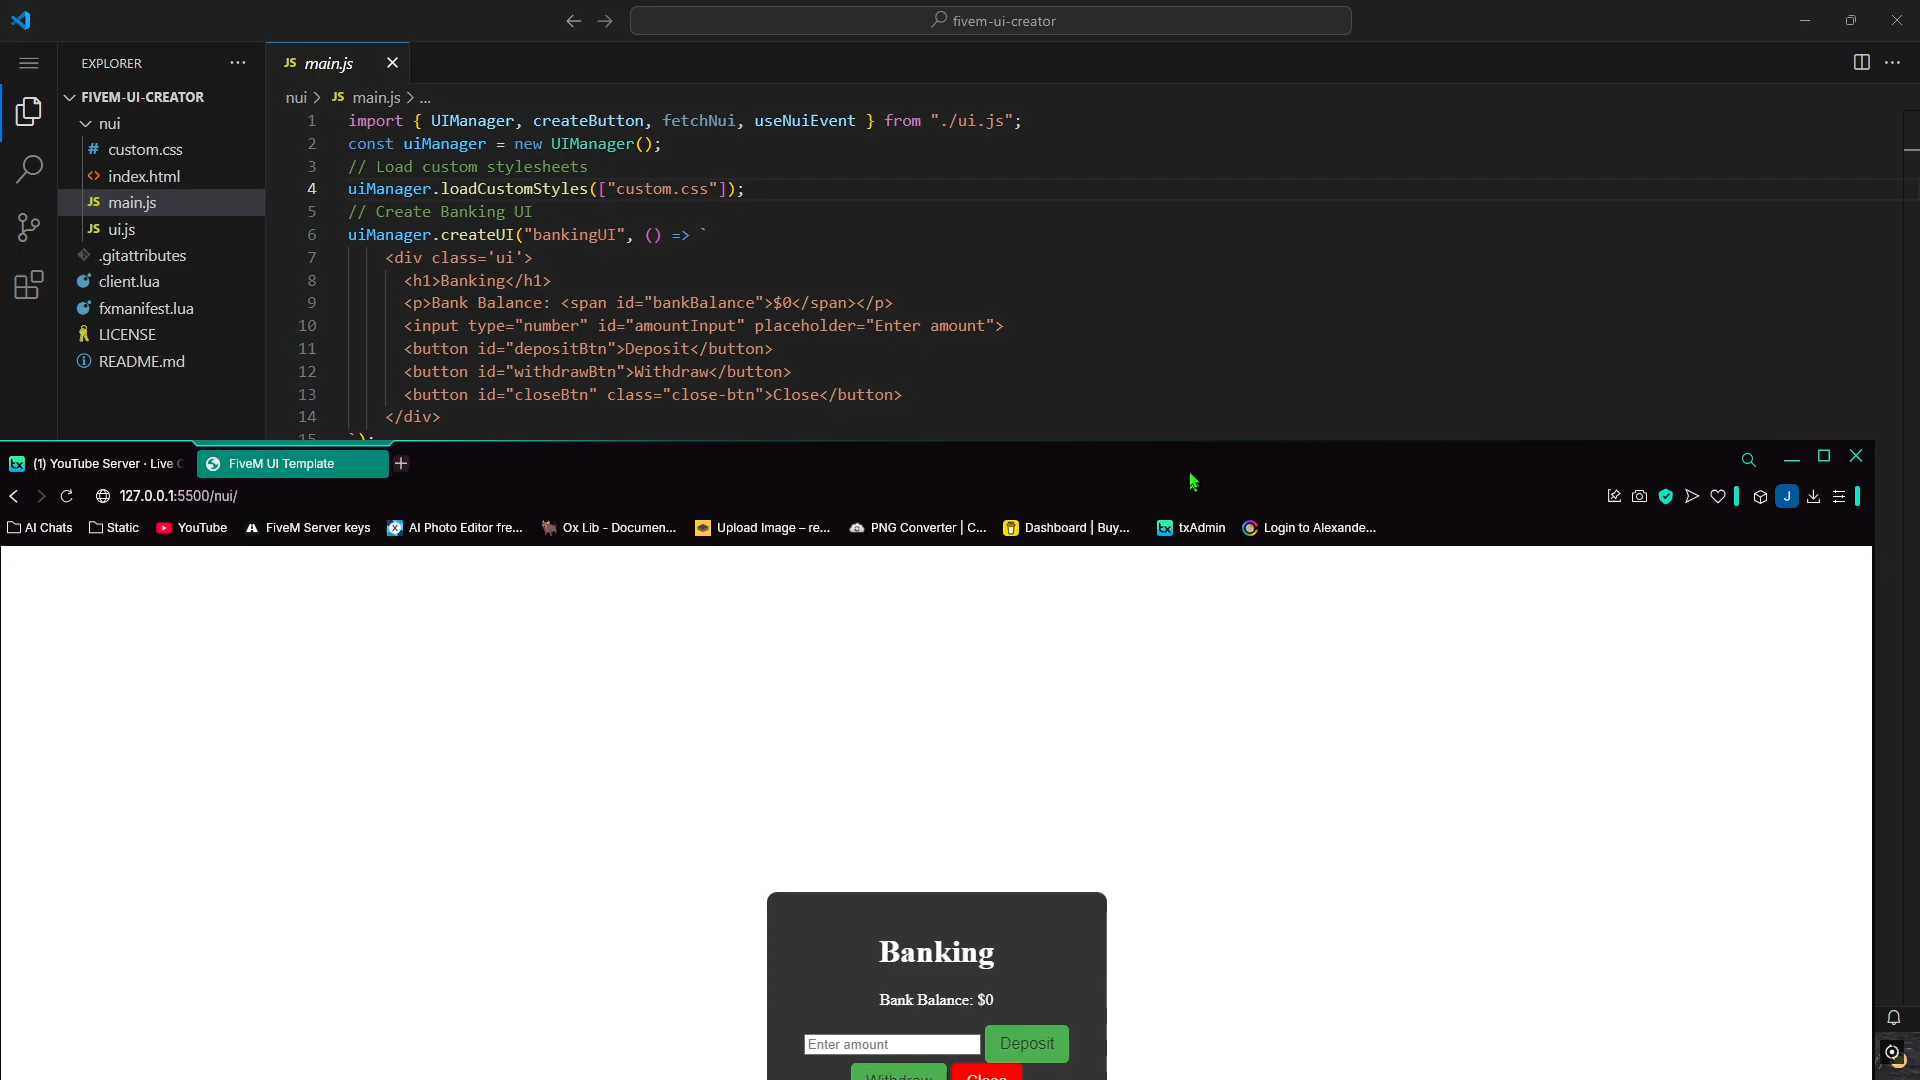 fivem-ui-creator
EXPLORER
JS main.js
FIVEM-UI-CREATOR
nui
# custom.css
<> index.html
JS main.js
JS ui.js
.gitattributes
client.lua
fxmanifest.lua
LICENSE
README.md
nui > JS main.js > ...
1 import { UIManager, createButton, fetchNui, useNuiEvent } from "./ui.js";
2 const uiManager = new UIManager();
3 // Load custom stylesheets
4 uiManager.loadCustomStyles(["custom.css"]);
5 // Create Banking UI
6 uiManager.createUI("bankingUI", () => `
7 <div class='ui'>
8 <h1>Banking</h1>
9 <p>Bank Balance: <span id="bankBalance">$0</span></p>
10 <input type="number" id="amountInput" placeholder="Enter amount">
11 <button id="depositBtn">Deposit</button>
12 <button id="withdrawBtn">Withdraw</button>
13 <button id="closeBtn" class="close-btn">Close</button>
14 </div>
15 `);
(1) YouTube Server · Live
FiveM UI Template
127.0.0.1:5500/nui/
J
AI Chats
Static
YouTube
FiveM Server keys
AI Photo Editor fre...
Ox Lib – Documen...
Upload Image – re...
PNG Converter | C...
Dashboard | Buy...
tx txAdmin
Login to Alexande...
Banking
Bank Balance: $0
Enter amount
Deposit
Withdraw
Close